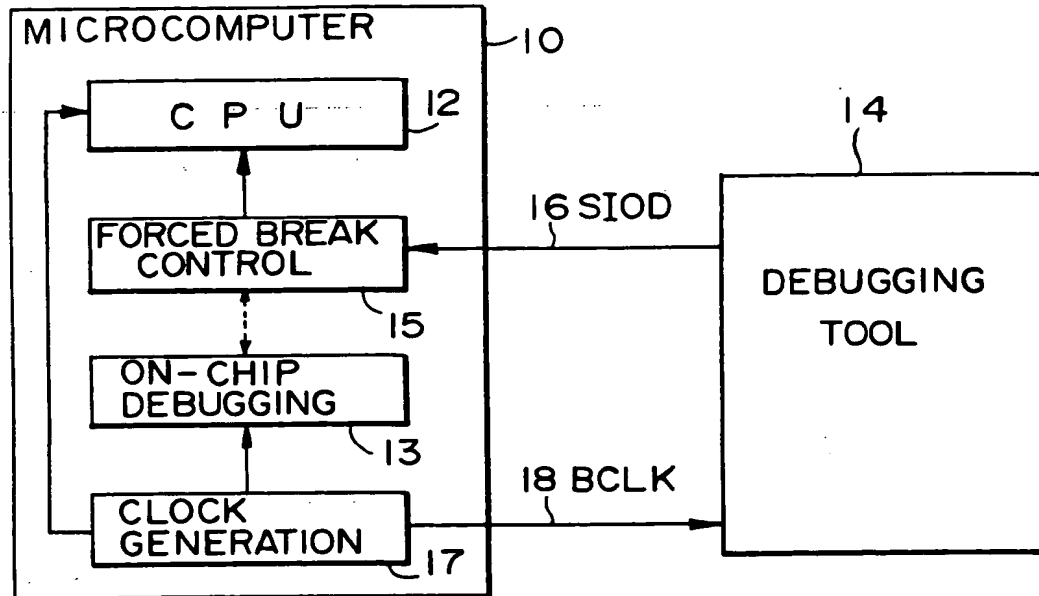 MICROCOMPUTER
10
CPU
12
14
16 SIOD
FORCED BREAK
CONTROL
15
DEBUGGING
TOOL
ON-CHIP
DEBUGGING
13
18 BCLK
CLOCK
GENERATION
17